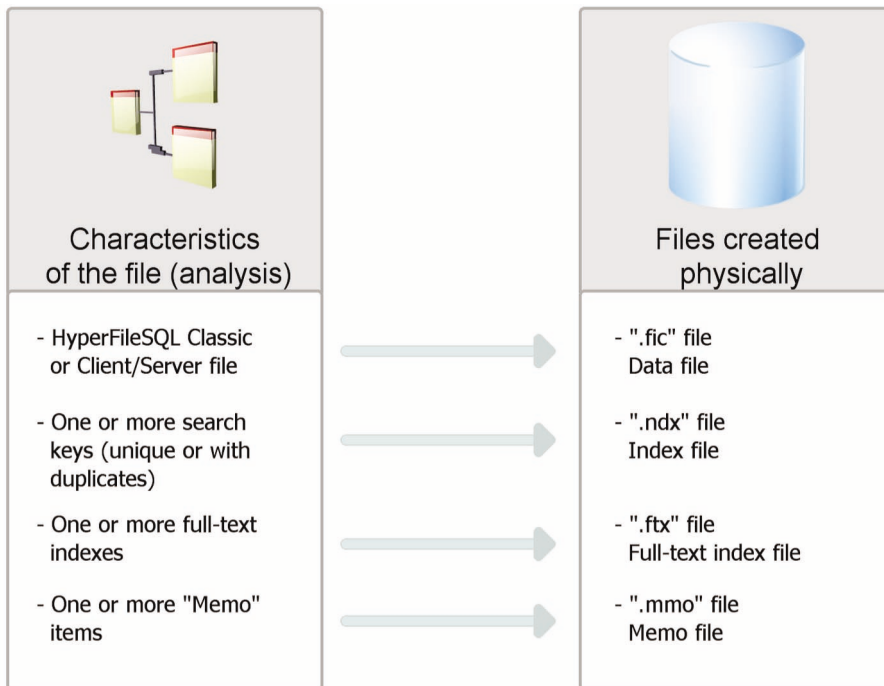 Characteristics
of the file (analysis)
Files created
physically
- HyperFileSQL Classic
or Client/Server file
- ".fic" file
Data file
- One or more search
keys (unique or with
duplicates)
- ".ndx" file
Index file
- One or more full-text
indexes
- ".ftx" file
Full-text index file
- One or more "Memo"
items
- ".mmo" file
Memo file